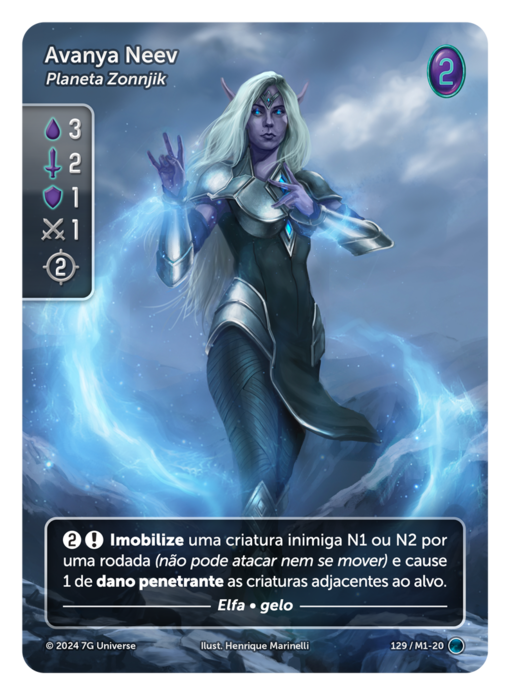 Avanya Neev
Planeta Zonnjik
2
3
2
1
1
2
2 ! Imobilize uma criatura inimiga N1 ou N2 por
uma rodada (não pode atacar nem se mover) e cause
1 de dano penetrante as criaturas adjacentes ao alvo.
Elfa • gelo
© 2024 7G Universe
Ilust. Henrique Marinelli
129 / M1-20